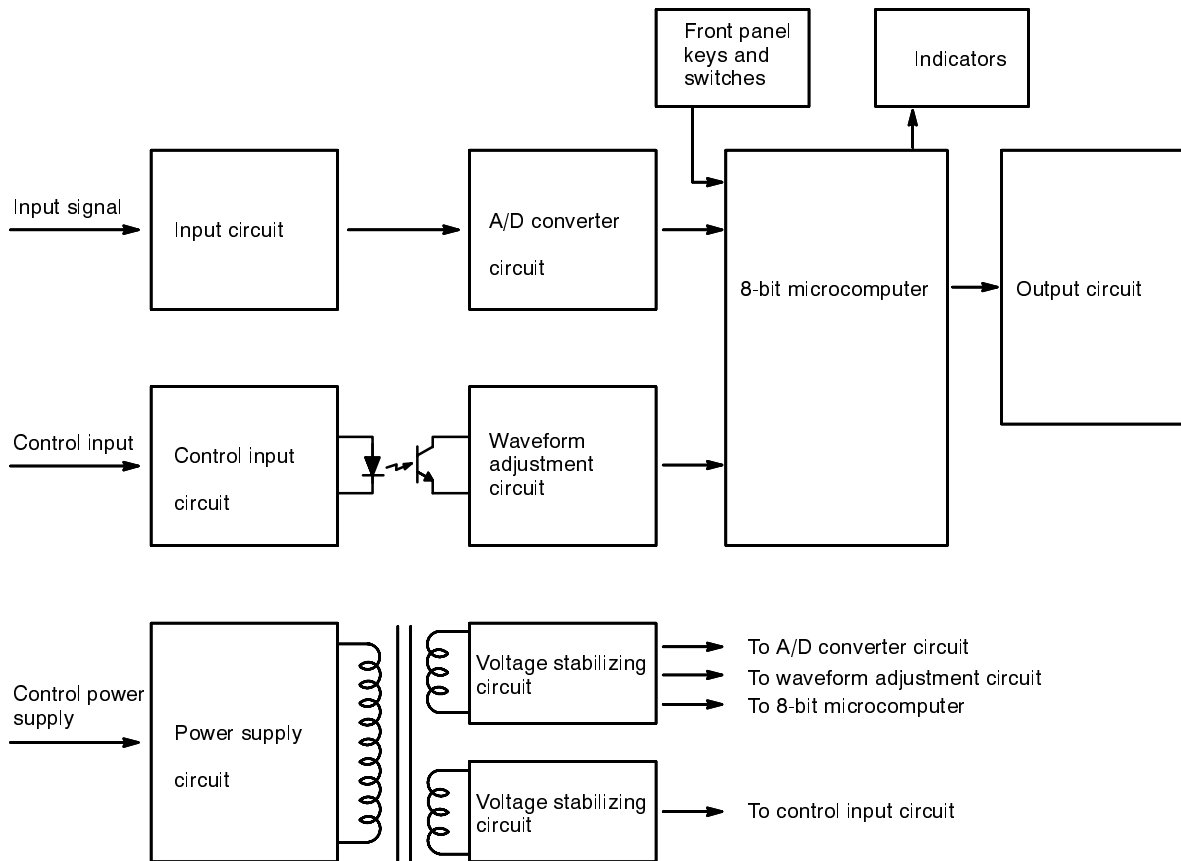 Front panel
keys and
switches
Indicators
Input signal
Input circuit
A/D converter
circuit
8-bit microcomputer
Output circuit
Control input
Control input
circuit
Waveform
adjustment
circuit
Control power
supply
Power supply
circuit
Voltage stabilizing
circuit
To A/D converter circuit
To waveform adjustment circuit
To 8-bit microcomputer
Voltage stabilizing
circuit
To control input circuit